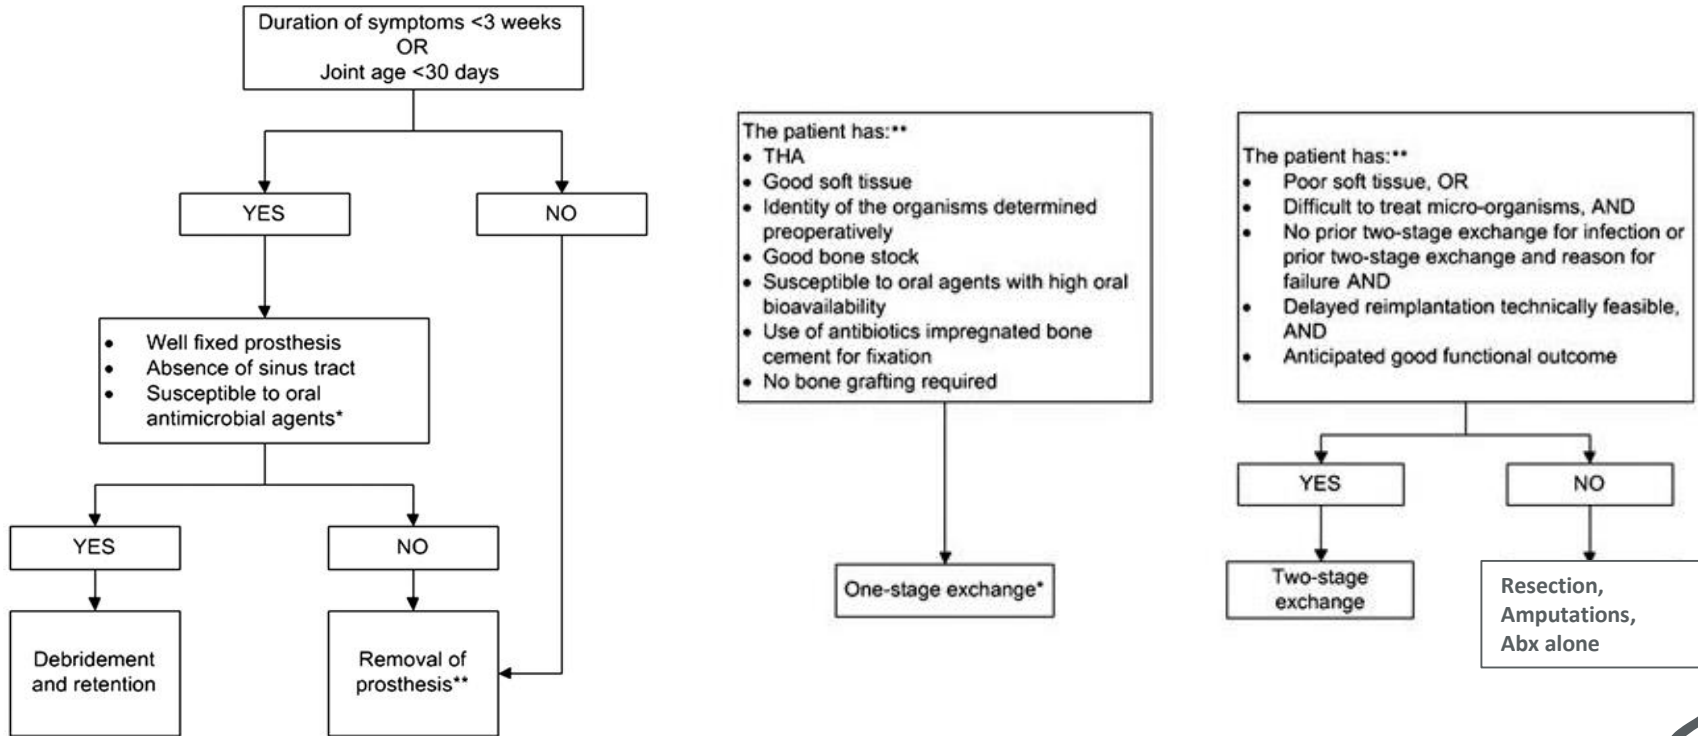 Duration of symptoms <3 weeks
OR
Joint age <30 days
YES
NO
• Well fixed prosthesis
• Absence of sinus tract
• Susceptible to oral
antimicrobial agents*
YES
NO
Debridement
and retention
Removal of
prosthesis**
The patient has:**
• THA
• Good soft tissue
• Identity of the organisms determined
preoperatively
• Good bone stock
• Susceptible to oral agents with high oral
bioavailability
• Use of antibiotics impregnated bone
cement for fixation
• No bone grafting required
One-stage exchange*
The patient has:**
• Poor soft tissue, OR
• Difficult to treat micro-organisms, AND
• No prior two-stage exchange for infection or
prior two-stage exchange and reason for
failure AND
• Delayed reimplantation technically feasible,
AND
• Anticipated good functional outcome
YES
NO
Two-stage
exchange
Resection,
Amputations,
Abx alone